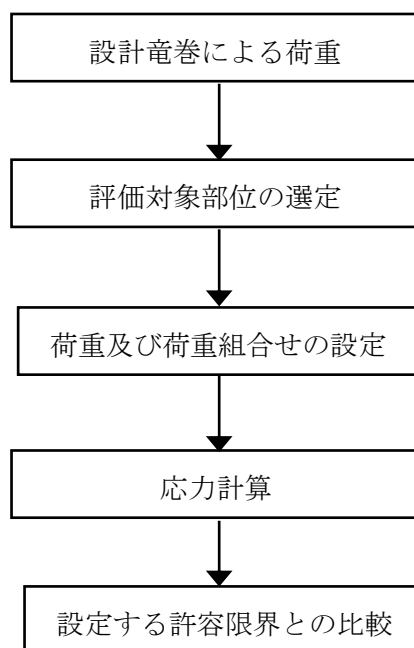 設計竜巻による荷重
評価対象部位の選定
荷重及び荷重組合せの設定
応力計算
設定する許容限界との比較